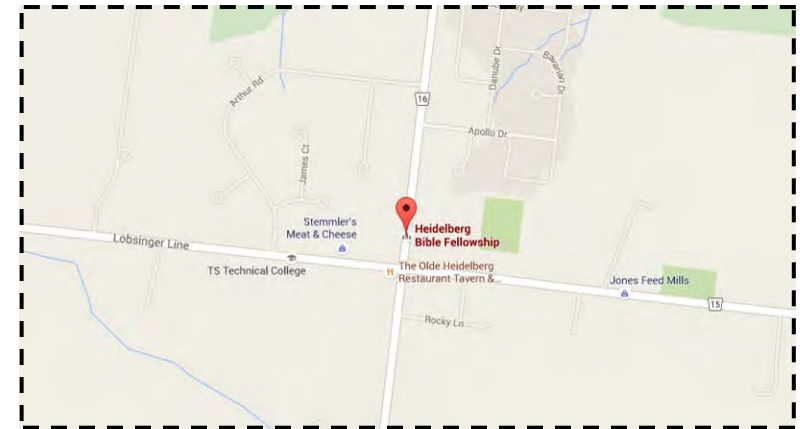 Bavarian Dr
Danube Dr
Arthur Rd
16
Apollo Dr
James Ct
Stemmler's
Meat & Cheese
Heidelberg
Bible Fellowship
Lobsinger Line
TS Technical College
The Olde Heidelberg
Restaurant Tavern &...
Jones Feed Mills
15
Rocky Ln